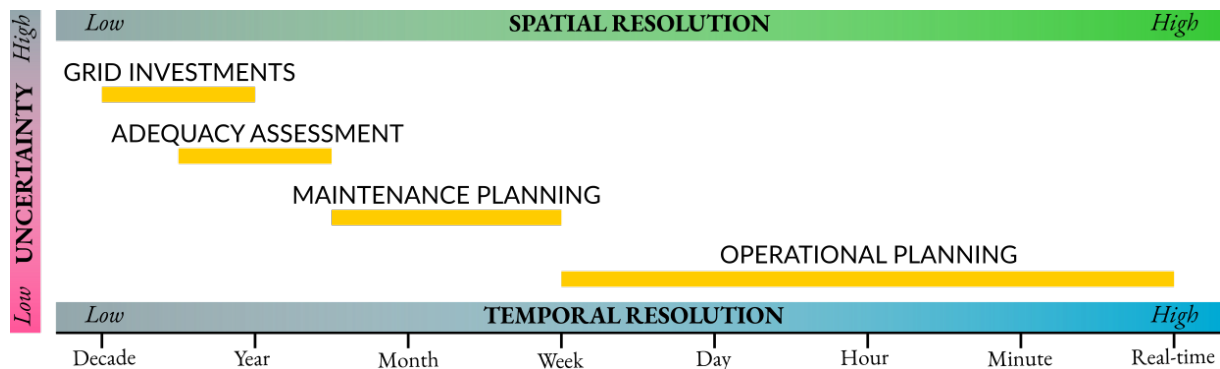 Low SPATIAL RESOLUTION High
High
UNCERTAINTY
Low
GRID INVESTMENTS
ADEQUACY ASSESSMENT
MAINTENANCE PLANNING
OPERATIONAL PLANNING
Low TEMPORAL RESOLUTION High
Decade Year Month Week Day Hour Minute Real-time